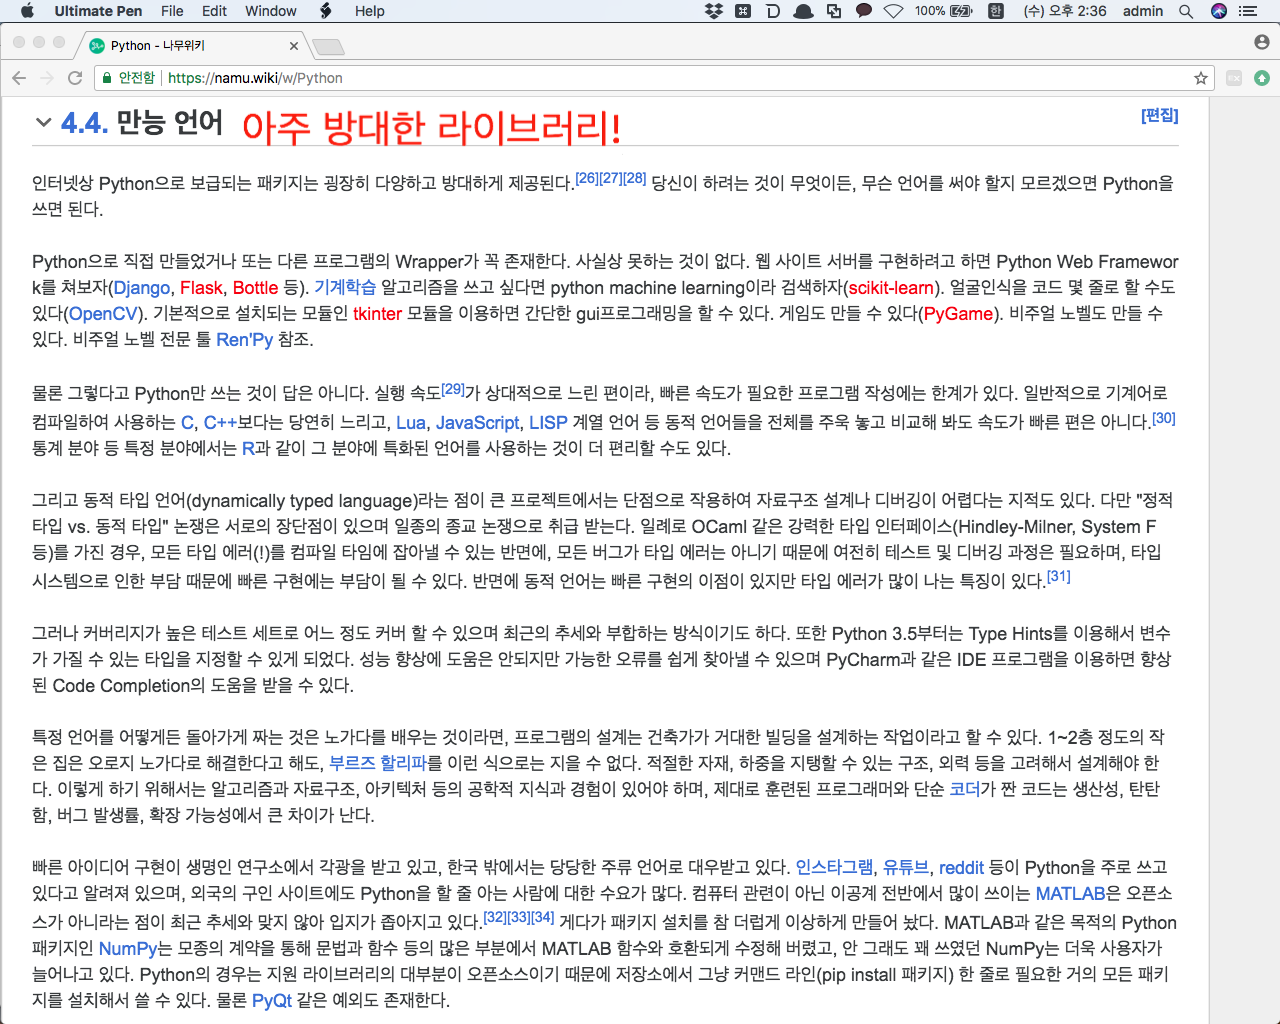 Ultimate Pen File Edit Window Help 100% 한 (수) 오후 2:36 admin
Python - 나무위키
안전함 https://namu.wiki/w/Python
4.4. 만능 언어 아주 방대한 라이브러리! [편집]
인터넷상 Python으로 보급되는 패키지는 굉장히 다양하고 방대하게 제공된다.[26][27][28] 당신이 하려는 것이 무엇이든, 무슨 언어를 써야 할지 모르겠으면 Python을
쓰면 된다.
Python으로 직접 만들었거나 또는 다른 프로그램의 Wrapper가 꼭 존재한다. 사실상 못하는 것이 없다. 웹 사이트 서버를 구현하려고 하면 Python Web Framewor
k를 쳐보자(Django, Flask, Bottle 등). 기계학습 알고리즘을 쓰고 싶다면 python machine learning이라 검색하자(scikit-learn). 얼굴인식을 코드 몇 줄로 할 수도
있다(OpenCV). 기본적으로 설치되는 모듈인 tkinter 모듈을 이용하면 간단한 gui프로그래밍을 할 수 있다. 게임도 만들 수 있다(PyGame). 비주얼 노벨도 만들 수
있다. 비주얼 노벨 전문 툴 Ren'Py 참조.
물론 그렇다고 Python만 쓰는 것이 답은 아니다. 실행 속도[29]가 상대적으로 느린 편이라, 빠른 속도가 필요한 프로그램 작성에는 한계가 있다. 일반적으로 기계어로
컴파일하여 사용하는 C, C++보다는 당연히 느리고, Lua, JavaScript, LISP 계열 언어 등 동적 언어들을 전체를 주욱 놓고 비교해 봐도 속도가 빠른 편은 아니다.[30]
통계 분야 등 특정 분야에서는 R과 같이 그 분야에 특화된 언어를 사용하는 것이 더 편리할 수도 있다.
그리고 동적 타입 언어(dynamically typed language)라는 점이 큰 프로젝트에서는 단점으로 작용하여 자료구조 설계나 디버깅이 어렵다는 지적도 있다. 다만 "정적
타입 vs. 동적 타입" 논쟁은 서로의 장단점이 있으며 일종의 종교 논쟁으로 취급 받는다. 일례로 OCaml 같은 강력한 타입 인터페이스(Hindley-Milner, System F
등)를 가진 경우, 모든 타입 에러(!)를 컴파일 타임에 잡아낼 수 있는 반면에, 모든 버그가 타입 에러는 아니기 때문에 여전히 테스트 및 디버깅 과정은 필요하며, 타입
시스템으로 인한 부담 때문에 빠른 구현에는 부담이 될 수 있다. 반면에 동적 언어는 빠른 구현의 이점이 있지만 타입 에러가 많이 나는 특징이 있다.[31]
그러나 커버리지가 높은 테스트 세트로 어느 정도 커버 할 수 있으며 최근의 추세와 부합하는 방식이기도 하다. 또한 Python 3.5부터는 Type Hints를 이용해서 변수
가 가질 수 있는 타입을 지정할 수 있게 되었다. 성능 향상에 도움은 안되지만 가능한 오류를 쉽게 찾아낼 수 있으며 PyCharm과 같은 IDE 프로그램을 이용하면 향상
된 Code Completion의 도움을 받을 수 있다.
특정 언어를 어떻게든 돌아가게 짜는 것은 노가다를 배우는 것이라면, 프로그램의 설계는 건축가가 거대한 빌딩을 설계하는 작업이라고 할 수 있다. 1~2층 정도의 작
은 집은 오로지 노가다로 해결한다고 해도, 부르즈 할리파를 이런 식으로는 지을 수 없다. 적절한 자재, 하중을 지탱할 수 있는 구조, 외력 등을 고려해서 설계해야 한
다. 이렇게 하기 위해서는 알고리즘과 자료구조, 아키텍처 등의 공학적 지식과 경험이 있어야 하며, 제대로 훈련된 프로그래머와 단순 코더가 짠 코드는 생산성, 탄탄
함, 버그 발생률, 확장 가능성에서 큰 차이가 난다.
빠른 아이디어 구현이 생명인 연구소에서 각광을 받고 있고, 한국 밖에서는 당당한 주류 언어로 대우받고 있다. 인스타그램, 유튜브, reddit 등이 Python을 주로 쓰고
있다고 알려져 있으며, 외국의 구인 사이트에도 Python을 할 줄 아는 사람에 대한 수요가 많다. 컴퓨터 관련이 아닌 이공계 전반에서 많이 쓰이는 MATLAB은 오픈소
스가 아니라는 점이 최근 추세와 맞지 않아 입지가 좁아지고 있다.[32][33][34] 게다가 패키지 설치를 참 더럽게 이상하게 만들어 놨다. MATLAB과 같은 목적의 Python
패키지인 NumPy는 모종의 계약을 통해 문법과 함수 등의 많은 부분에서 MATLAB 함수와 호환되게 수정해 버렸고, 안 그래도 꽤 쓰였던 NumPy는 더욱 사용자가
늘어나고 있다. Python의 경우는 지원 라이브러리의 대부분이 오픈소스이기 때문에 저장소에서 그냥 커맨드 라인(pip install 패키지) 한 줄로 필요한 거의 모든 패키
지를 설치해서 쓸 수 있다. 물론 PyQt 같은 예외도 존재한다.